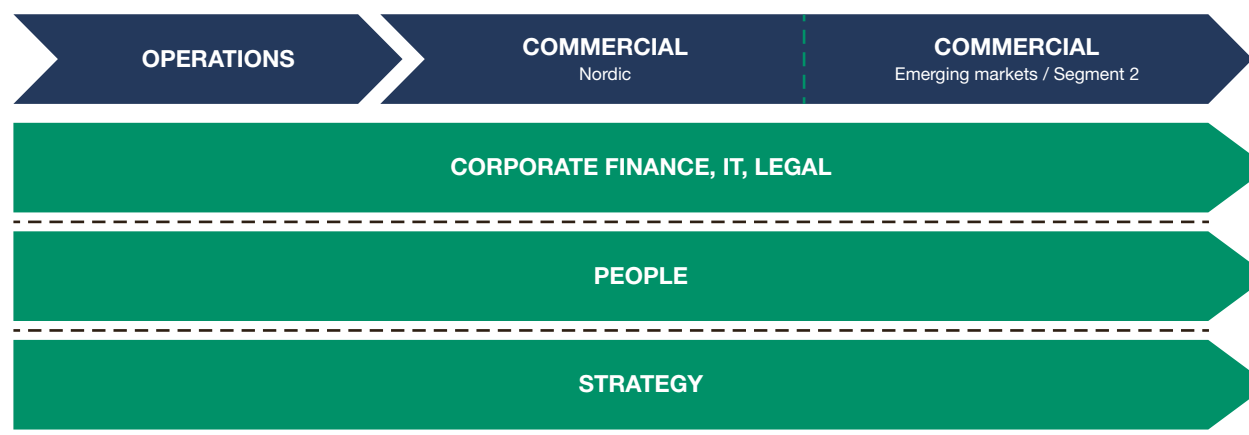 OPERATIONS
COMMERCIAL
Nordic
COMMERCIAL
Emerging markets / Segment 2
CORPORATE FINANCE, IT, LEGAL
PEOPLE
STRATEGY